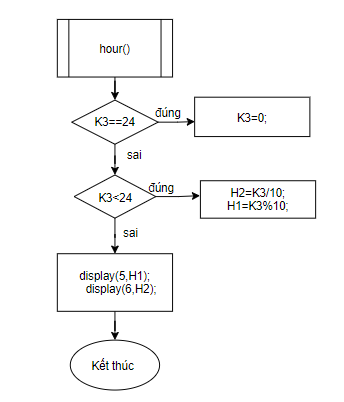 hour()
K3==24
đúng
K3=0;
sai
K3<24
đúng
H2=K3/10;
H1=K3%10;
sai
display(5,H1);
display(6,H2);
Kết thúc